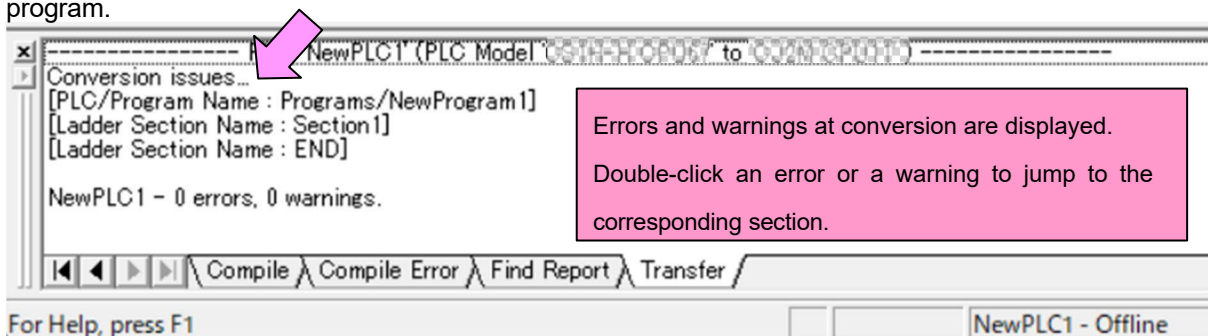 program.
NewPLC1" (PLC Model " to
Conversion issues...
[PLC/Program Name : Programs/NewProgram1]
[Ladder Section Name : Section1]
[Ladder Section Name : END]
NewPLC1 - 0 errors, 0 warnings.
Errors and warnings at conversion are displayed.
Double-click an error or a warning to jump to the
corresponding section.
Compile Compile Error Find Report Transfer
For Help, press F1
NewPLC1 - Offline